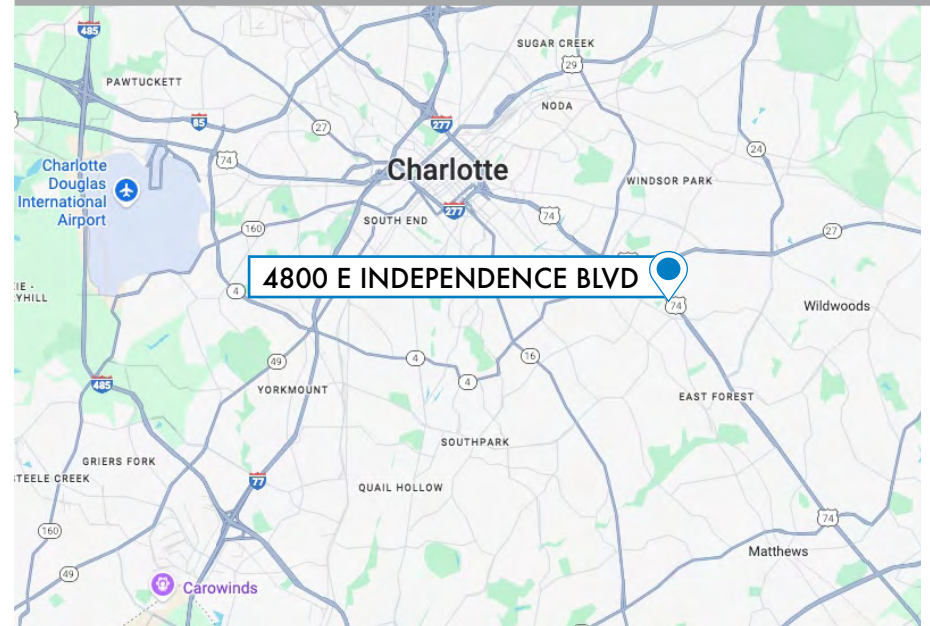 485
SUGAR CREEK
29
PAWTUCKETT
NODA
85
27
277
24
74
Charlotte
Charlotte
Douglas
International
Airport
WINDSOR PARK
277
74
SOUTH END
160
27
74
4800 E INDEPENDENCE BLVD
4
74
Wildwoods
4
16
49
4
485
YORKMOUNT
EAST FOREST
SOUTHPARK
GRIERS FORK
TEELE CREEK
77
QUAIL HOLLOW
74
160
Matthews
49
Carowinds